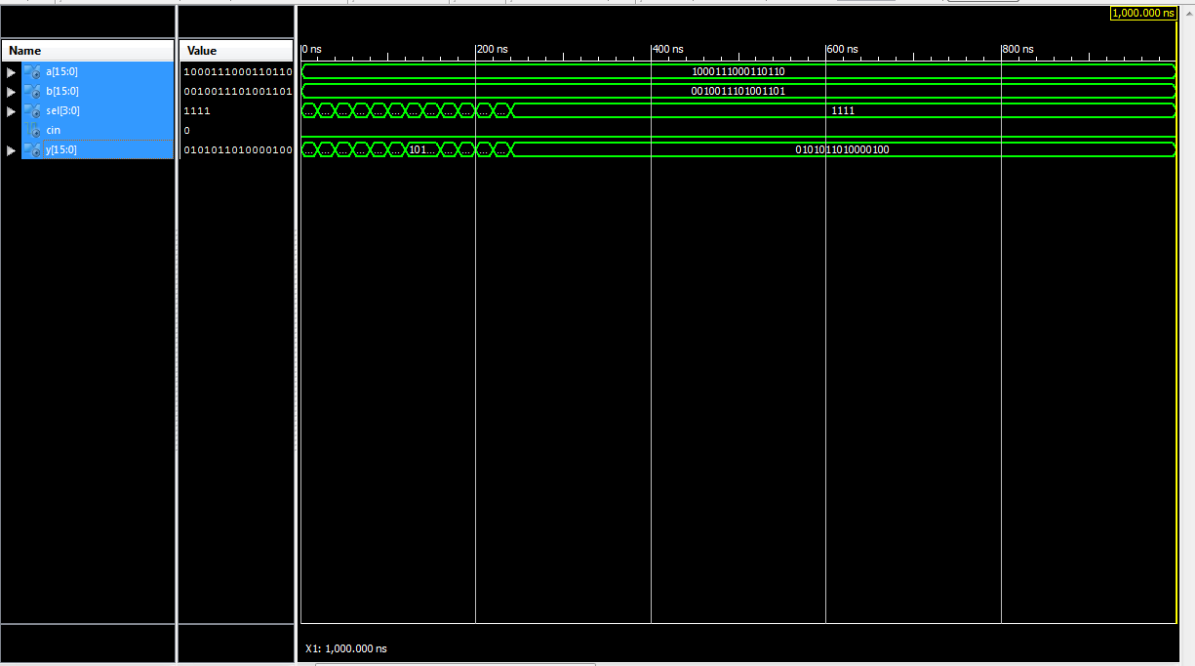 1,000.000 ns
Name Value 0 ns 200 ns 400 ns 600 ns 800 ns
a[15:0] 1000111000110110 1000111000110110
b[15:0] 0010011101001101 0010011101001101
sel[3:0] 1111 ... ... ... ... ... ... ... ... ... ... ... ... 1111
cin 0
y[15:0] 0101011010000100 ... ... ... ... ... ... 101... ... ... ... ... 0101011010000100
X1: 1,000.000 ns